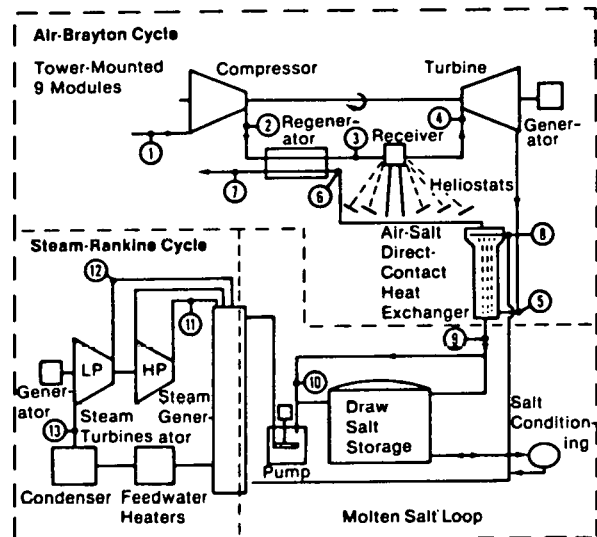 Air-Brayton Cycle
Tower-Mounted
9 Modules
Compressor
Turbine
Gener-
ator
1
2
Regener-
ator
3
Receiver
4
7
6
Heliostats
Air-Salt
Direct-
Contact
Heat
Exchanger
8
5
Steam-Rankine Cycle
12
11
9
10
LP
HP
Gener-
ator
13
Steam
Turbines
Steam
Gener-
ator
Condenser
Feedwater
Heaters
Pump
Draw
Salt
Storage
Salt
Condition-
ing
Molten Salt Loop